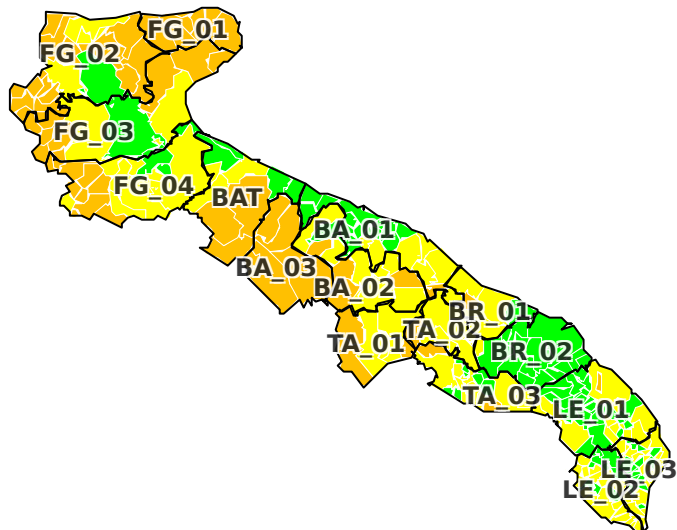 FG_01
FG_02
FG_03
FG_04
BAT
BA_01
BA_03
BA_02
BR_01
TA_02
TA_01
BR_02
TA_03
LE_01
LE_03
LE_02